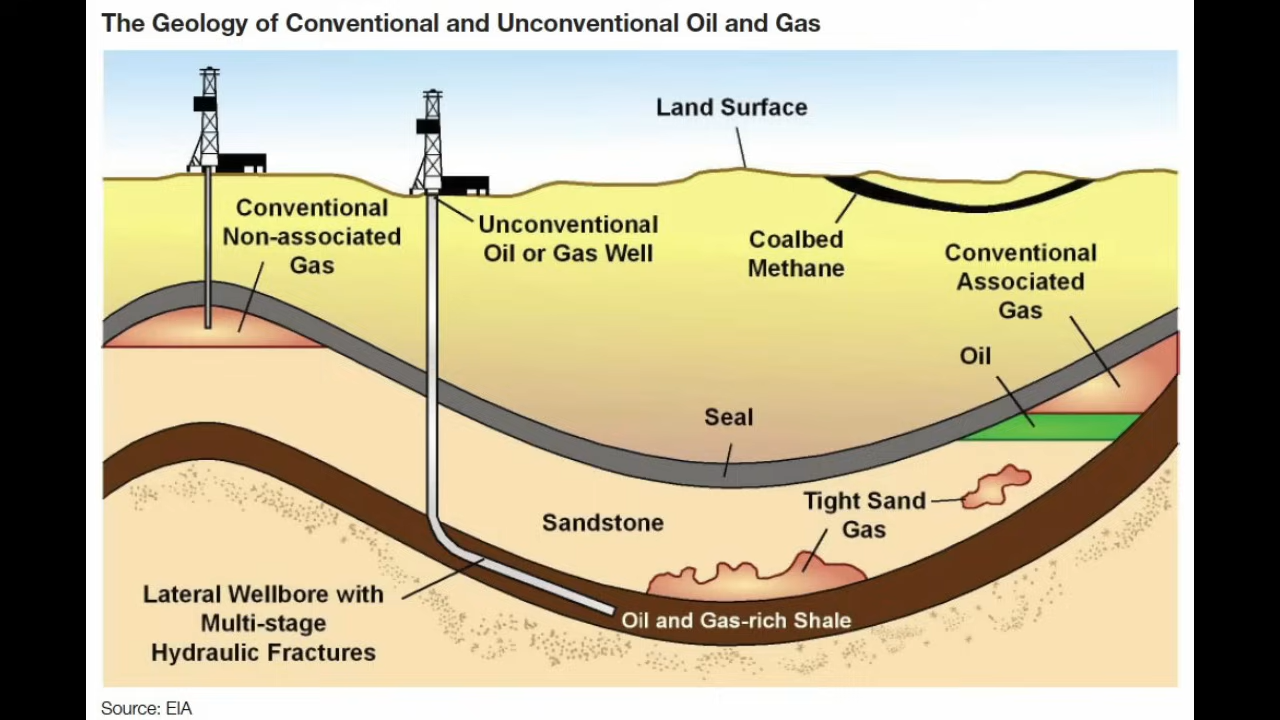 The Geology of Conventional and Unconventional Oil and Gas
Land Surface
Conventional
Non-associated
Gas
Unconventional
Oil or Gas Well
Coalbed
Methane
Conventional
Associated
Gas
Oil
Seal
Tight Sand
Gas
Sandstone
Lateral Wellbore with
Multi-stage
Hydraulic Fractures
Oil and Gas-rich Shale
Source: EIA